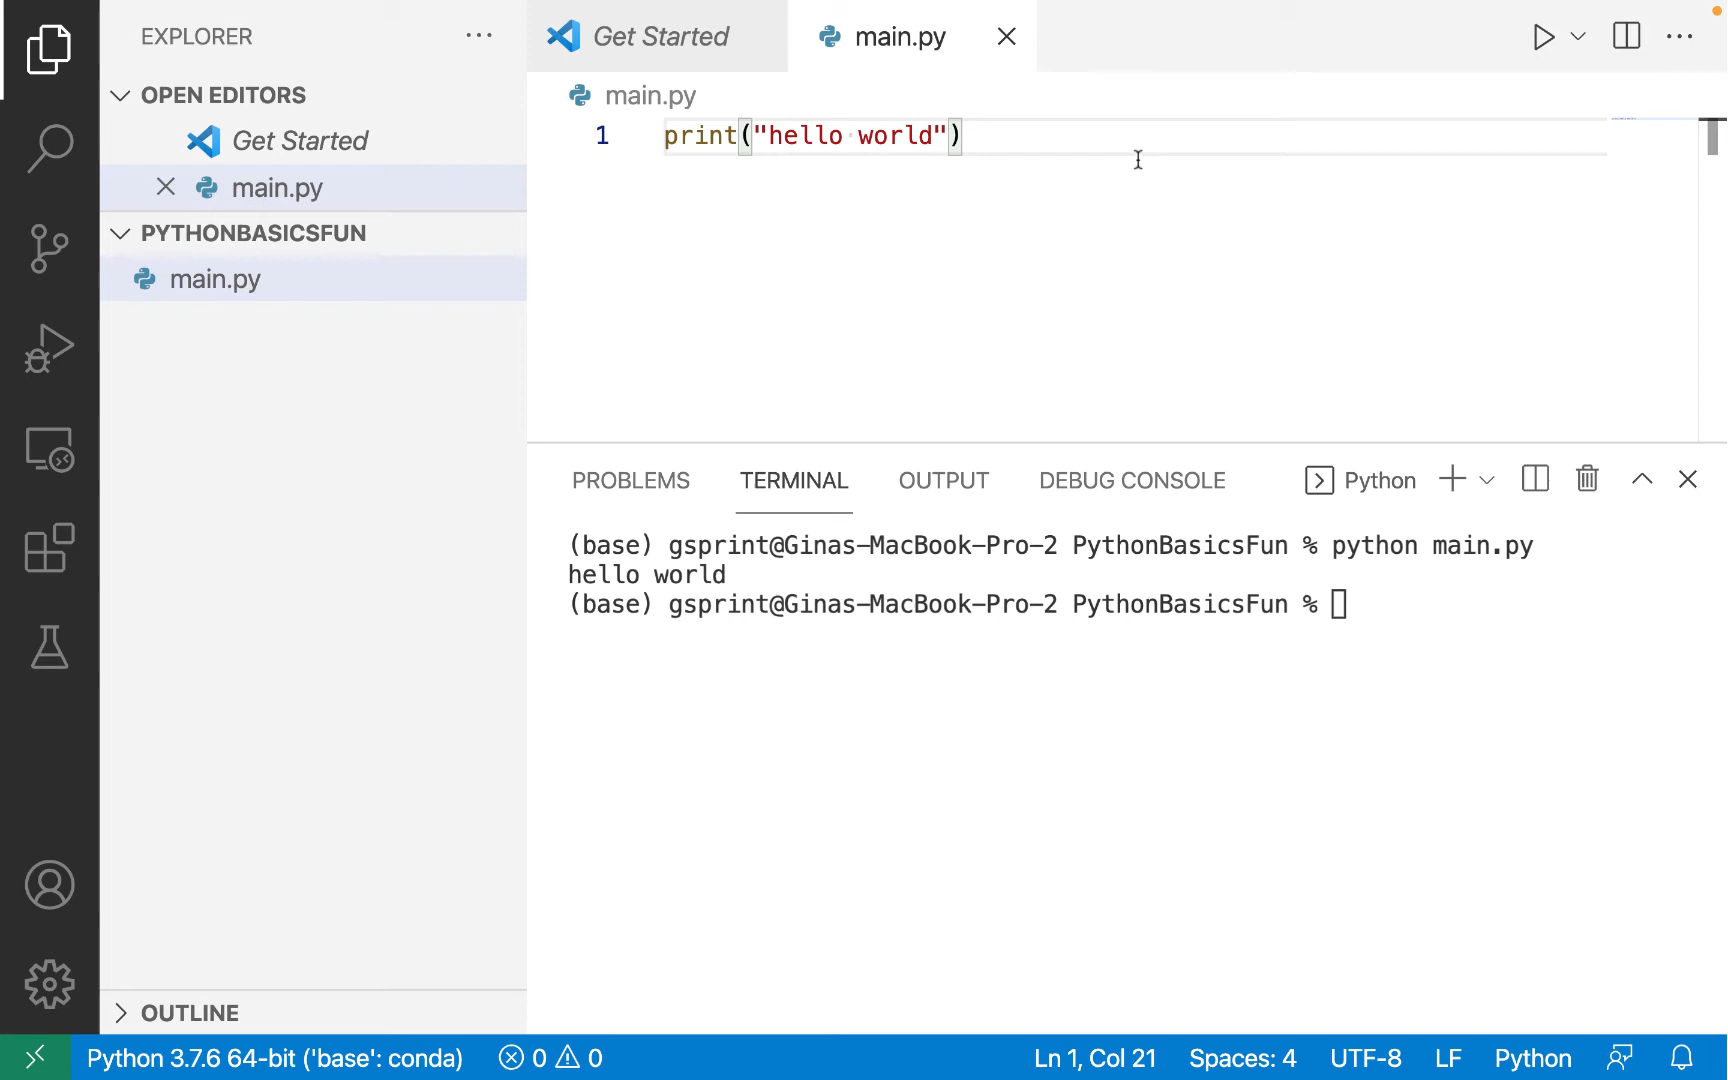 EXPLORER
OPEN EDITORS
Get Started
main.py
PYTHONBASICSFUN
main.py
OUTLINE
Get Started
main.py
main.py
1 print("hello world")
PROBLEMS TERMINAL OUTPUT DEBUG CONSOLE Python
(base) gsprint@Ginas-MacBook-Pro-2 PythonBasicsFun % python main.py
hello world
(base) gsprint@Ginas-MacBook-Pro-2 PythonBasicsFun %
Python 3.7.6 64-bit ('base': conda) 0 0 Ln 1, Col 21 Spaces: 4 UTF-8 LF Python